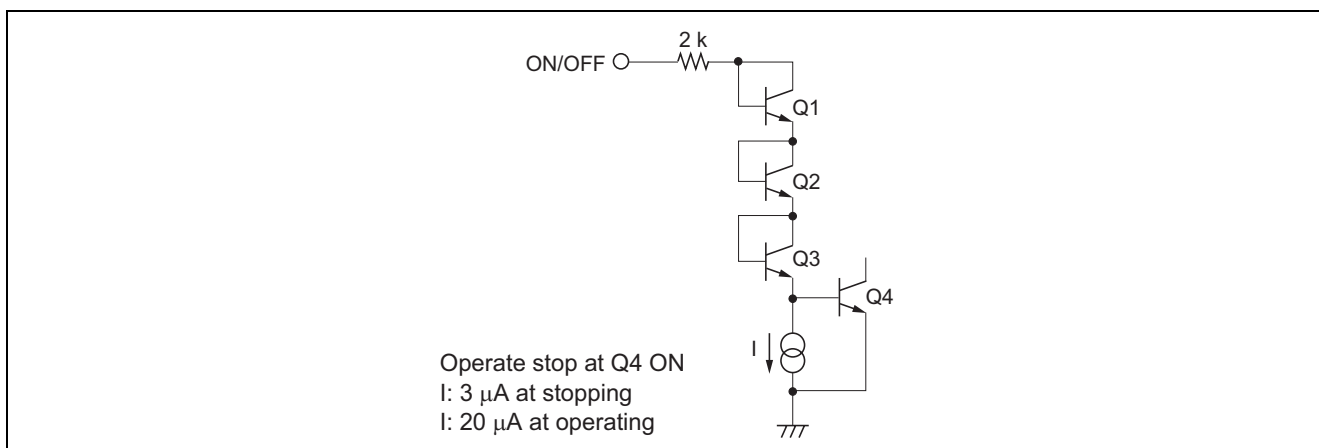 2 k
ON/OFF
Q1
Q2
Q3
Q4
I
Operate stop at Q4 ON
I: 3 μA at stopping
I: 20 μA at operating